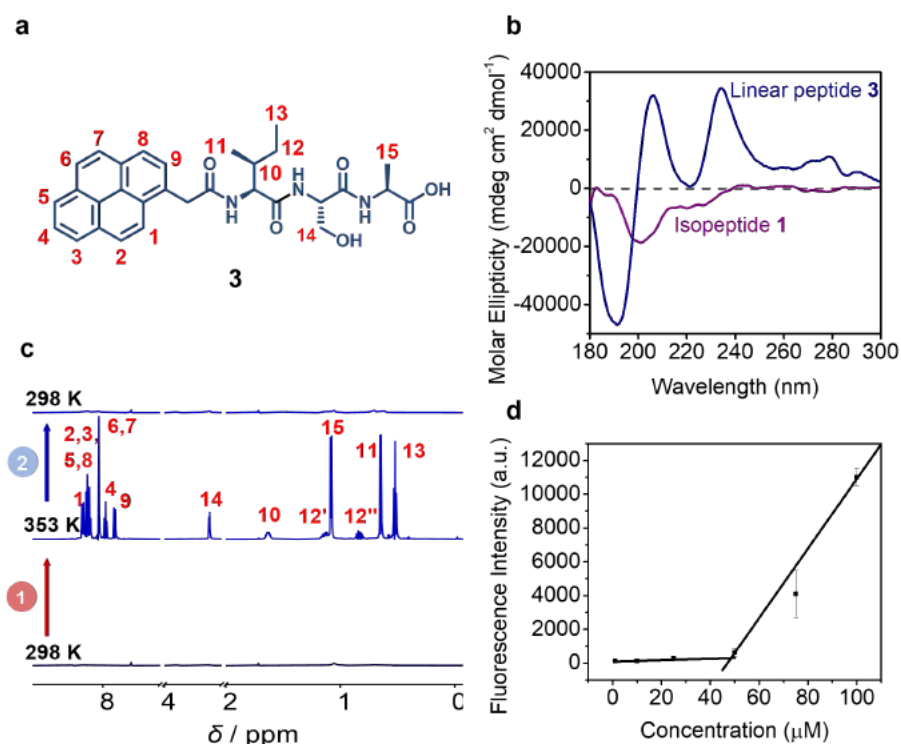 a
13
7
8
11
12
6
9
15
5
10
O
O
O
OH
N
H
H
N
N
H
O
O
O
4
1
14
OH
3
2
3
b
40000
20000
0
-20000
-40000
Linear peptide 3
Isopeptide 1
180 200 220 240 260 280 300
Molar Ellipticity (mdeg cm² dmol⁻¹)
Wavelength (nm)
c
298 K
2,3,
6,7
5,8
15
11
13
2
1
4
9
14
10
12'
12''
353 K
1
298 K
8 4 2 1 0
δ / ppm
d
12000
10000
8000
6000
4000
2000
0
0 20 40 60 80 100
Fluorescence Intensity (a.u.)
Concentration (μM)